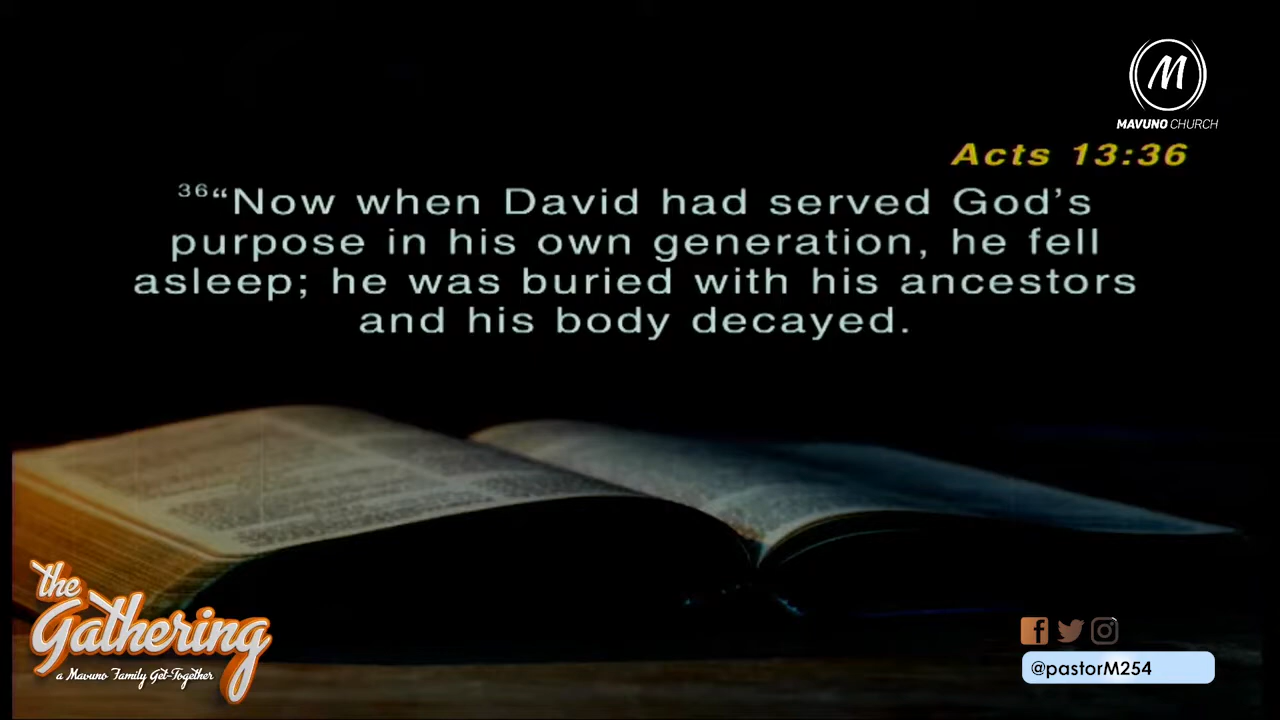 M
MAVUNO CHURCH
Acts 13:36
36“Now when David had served God’s
purpose in his own generation, he fell
asleep; he was buried with his ancestors
and his body decayed.
the
Gathering
a Mavuno Family Get-Together
@pastorM254